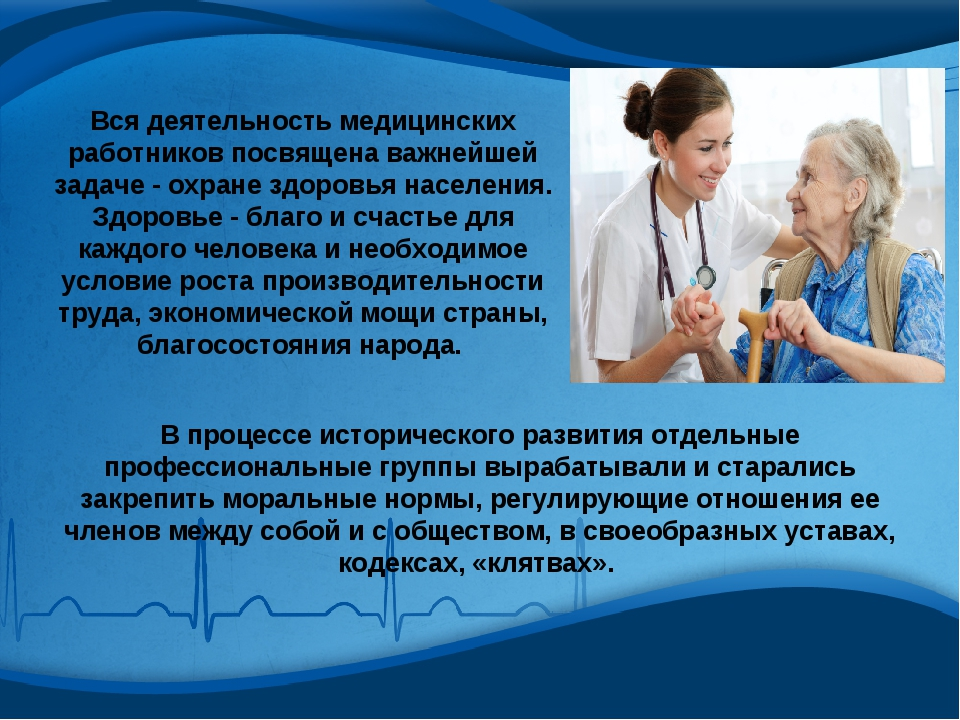 Вся деятельность медицинских
работников посвящена важнейшей
задаче - охране здоровья населения.
Здоровье - благо и счастье для
каждого человека и необходимое
условие роста производительности
труда, экономической мощи страны,
благосостояния народа.
В процессе исторического развития отдельные
профессиональные группы вырабатывали и старались
закрепить моральные нормы, регулирующие отношения ее
членов между собой и с обществом, в своеобразных уставах,
кодексах, «клятвах».